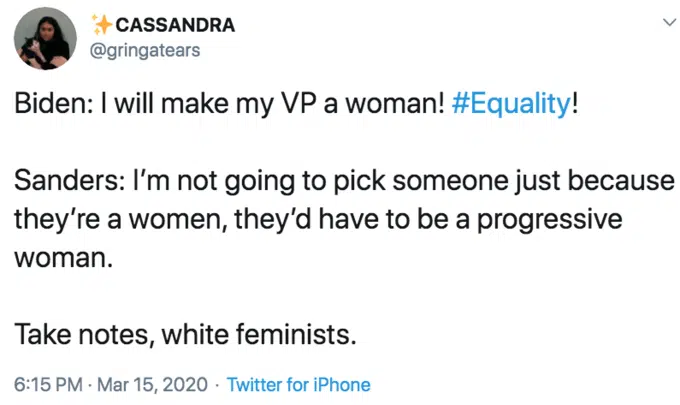 ✨CASSANDRA
@gringatears
Biden: I will make my VP a woman! #Equality!
Sanders: I’m not going to pick someone just because
they’re a women, they’d have to be a progressive
woman.
Take notes, white feminists.
6:15 PM · Mar 15, 2020 · Twitter for iPhone